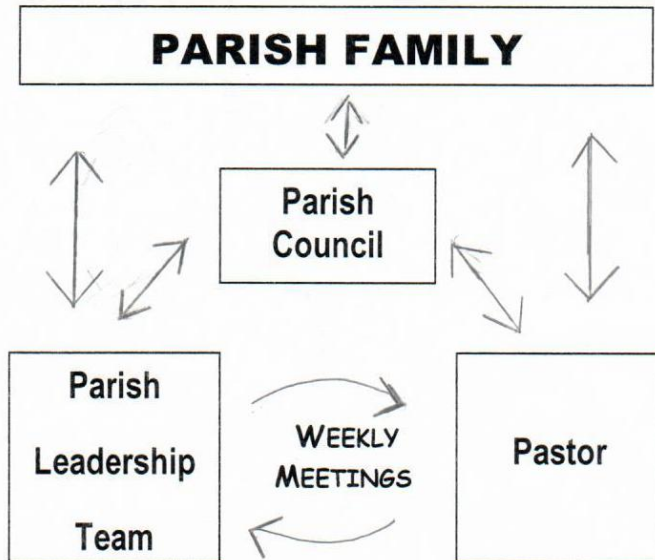 PARISH FAMILY
Parish
Council
Parish
Leadership
Team
WEEKLY
MEETINGS
Pastor